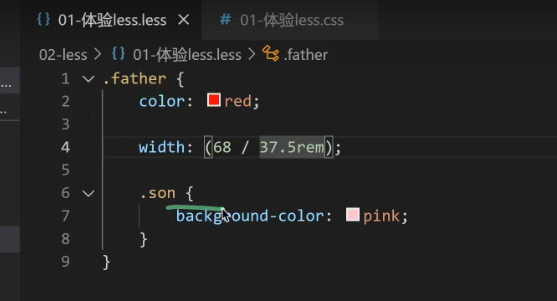 01-体验less.less
# 01-体验less.css
02-less > {} 01-体验less.less > .father
1 .father {
2 color: red;
3
4 width: (68 / 37.5rem);
5
6 .son {
7 background-color: pink;
8 }
9 }